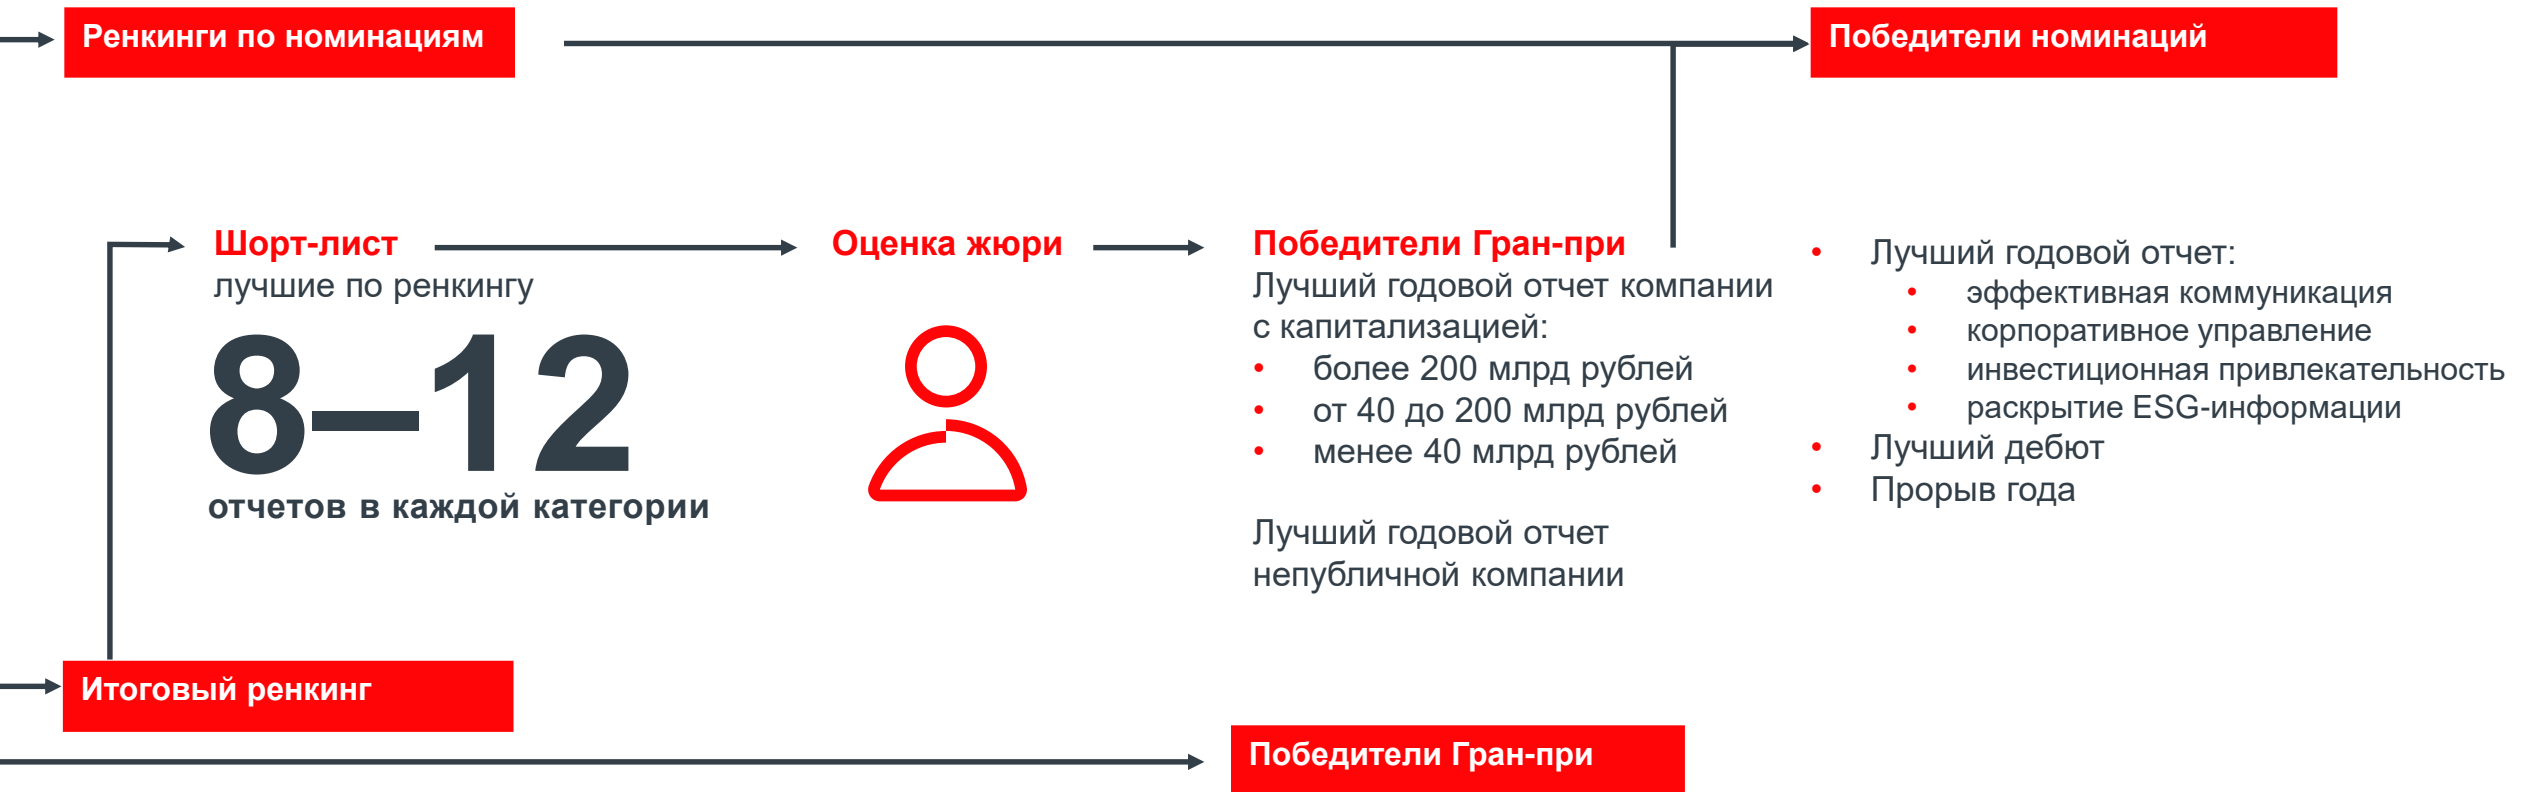 Ренкинги по номинациям
Победители номинаций
Шорт-лист
лучшие по ренкингу
8–12
отчетов в каждой категории
Оценка жюри
Победители Гран-при
Лучший годовой отчет компании
с капитализацией:
• более 200 млрд рублей
• от 40 до 200 млрд рублей
• менее 40 млрд рублей
Лучший годовой отчет
непубличной компании
• Лучший годовой отчет:
• эффективная коммуникация
• корпоративное управление
• инвестиционная привлекательность
• раскрытие ESG-информации
• Лучший дебют
• Прорыв года
Итоговый ренкинг
Победители Гран-при